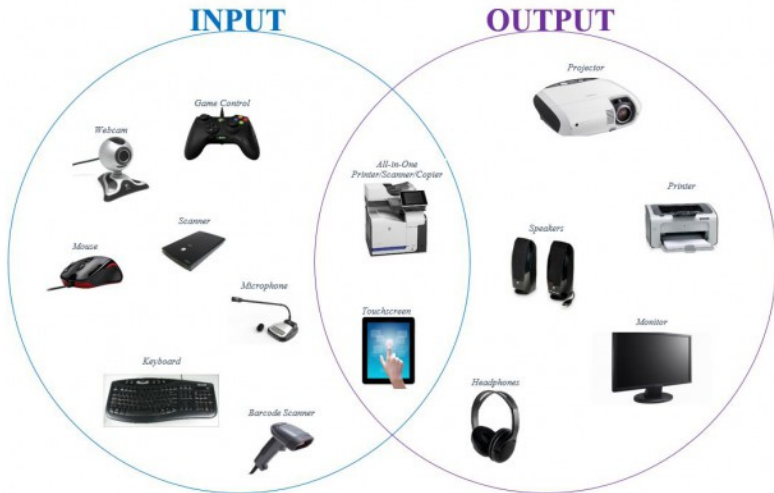 INPUT
OUTPUT
Projector
Game Control
Webcam
All-in-One
Printer/Scanner/Copier
Printer
Scanner
Speakers
Mouse
Microphone
Touchscreen
Monitor
Keyboard
Headphones
Barcode Scanner